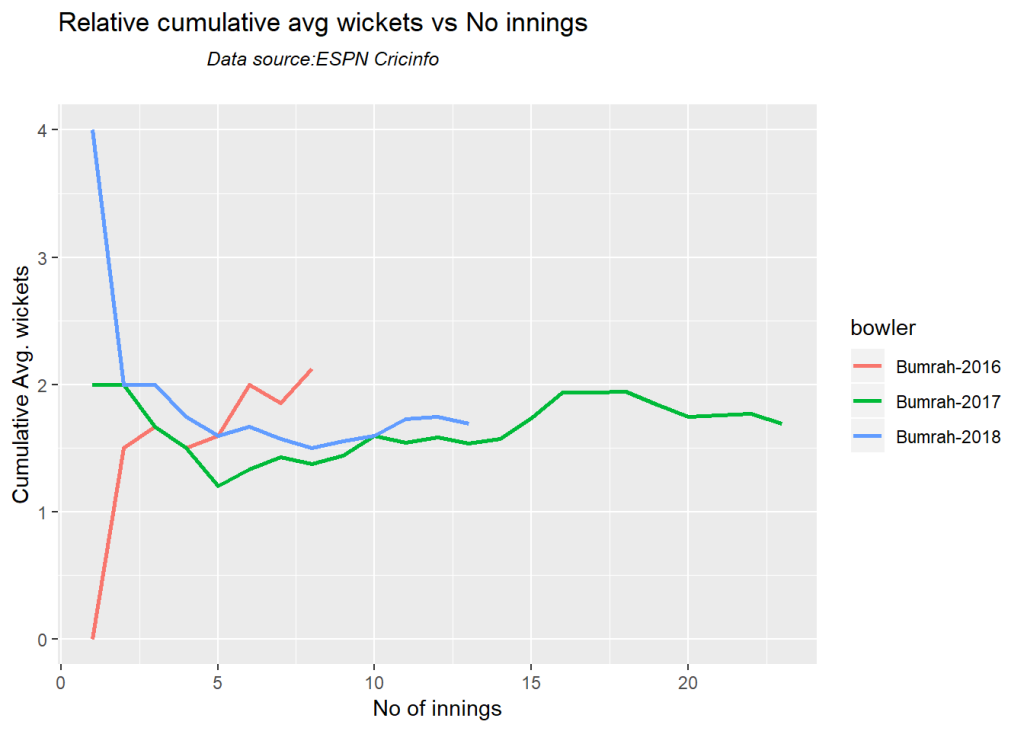 Relative cumulative avg wickets vs No innings
Data source:ESPN Cricinfo
4
3
2
1
0
Cumulative Avg. wickets
0 5 10 15 20
No of innings
bowler
Bumrah-2016
Bumrah-2017
Bumrah-2018